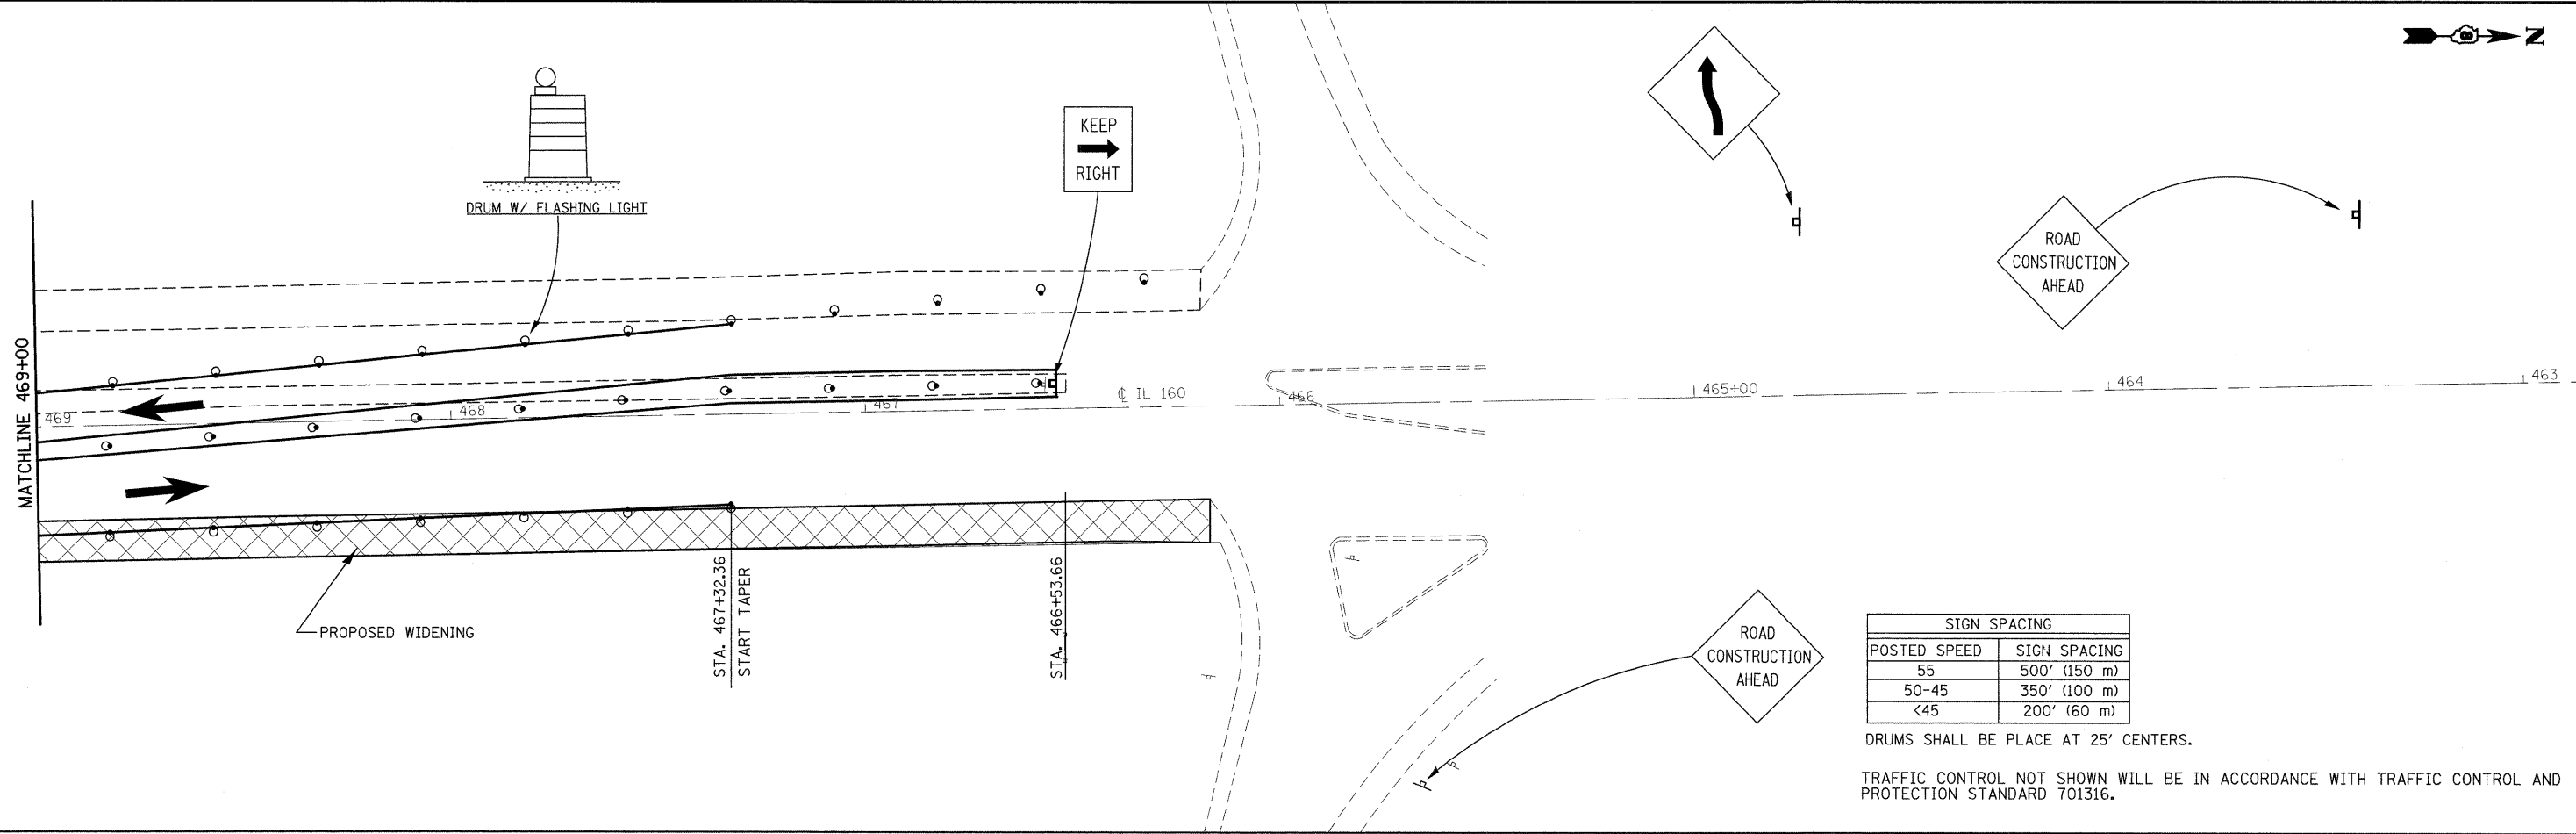 N
KEEP
RIGHT
DRUM W/ FLASHING LIGHT
ROAD
CONSTRUCTION
AHEAD
MATCHLINE 469+00
469
468
467
℄ IL 160
466
465+00
464
463
STA. 467+32.36
START TAPER
STA. 466+53.66
PROPOSED WIDENING
ROAD
CONSTRUCTION
AHEAD
SIGN SPACING
POSTED SPEED SIGN SPACING
55 500' (150 m)
50-45 350' (100 m)
<45 200' (60 m)
DRUMS SHALL BE PLACE AT 25' CENTERS.
TRAFFIC CONTROL NOT SHOWN WILL BE IN ACCORDANCE WITH TRAFFIC CONTROL AND
PROTECTION STANDARD 701316.